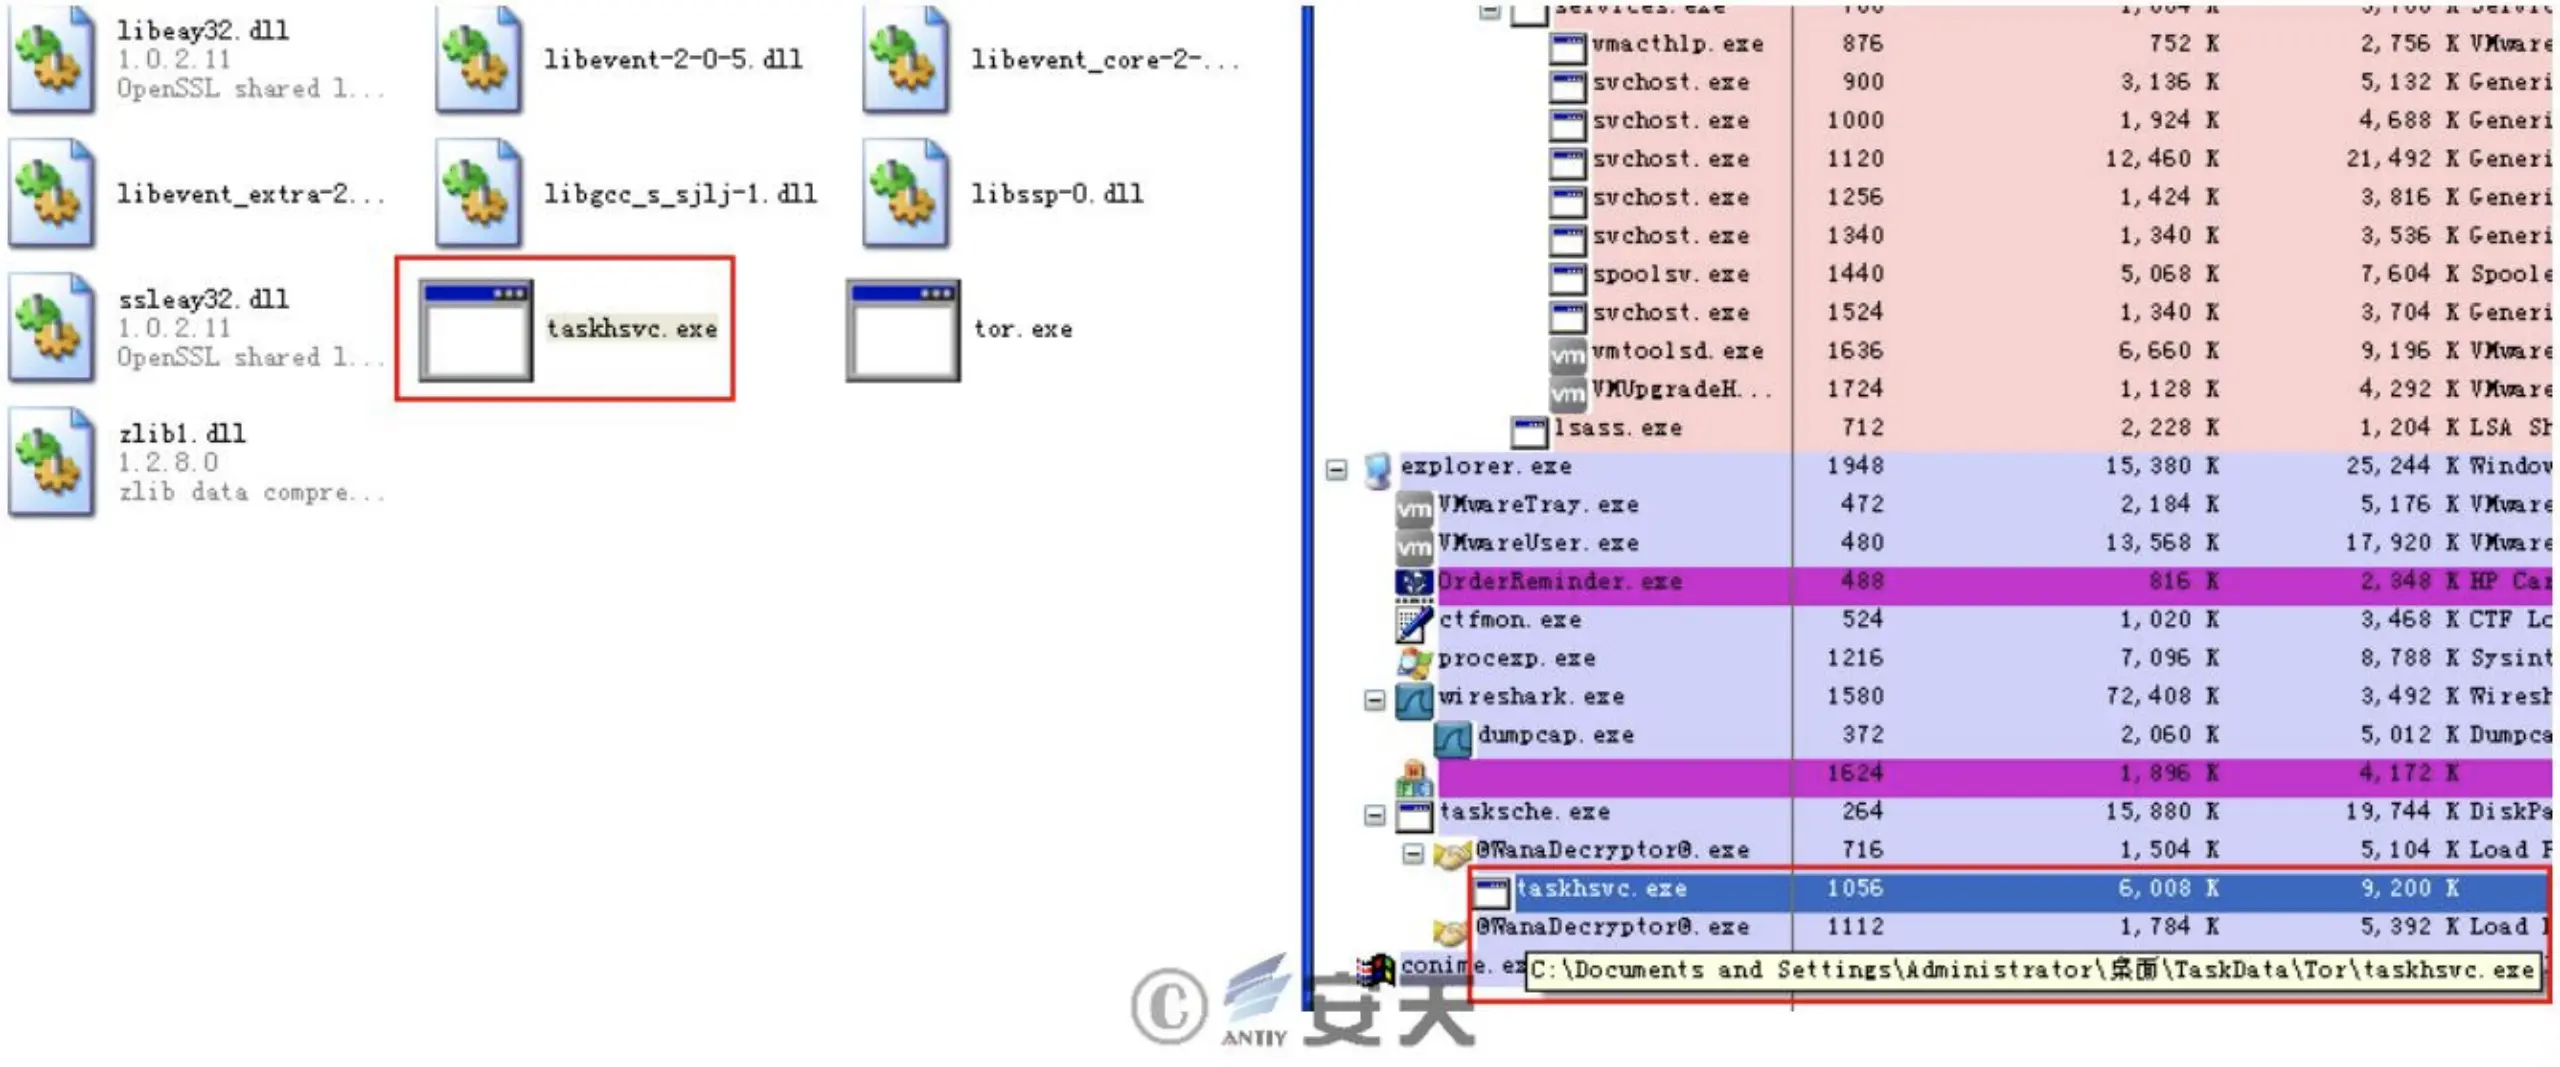 libeay32.dll
1.0.2.11
OpenSSL shared l...
libevent-2-0-5.dll
libevent_core-2-...
libevent_extra-2...
libgcc_s_sjlj-1.dll
libssp-0.dll
ssleay32.dll
1.0.2.11
OpenSSL shared l...
taskhsvc.exe
tor.exe
zlib1.dll
1.2.8.0
zlib data compre...
services.exe
vmacthlp.exe 876 752 K 2,756 K VMware
svchost.exe 900 3,136 K 5,132 K Generi
svchost.exe 1000 1,924 K 4,688 K Generi
svchost.exe 1120 12,460 K 21,492 K Generi
svchost.exe 1256 1,424 K 3,816 K Generi
svchost.exe 1340 1,340 K 3,536 K Generi
spoolsv.exe 1440 5,068 K 7,604 K Spoole
svchost.exe 1524 1,340 K 3,704 K Generi
vm vmtoolsd.exe 1636 6,660 K 9,196 K VMware
vm VMUpgradeH... 1724 1,128 K 4,292 K VMware
lsass.exe 712 2,228 K 1,204 K LSA Sh
explorer.exe 1948 15,380 K 25,244 K Window
vm VMwareTray.exe 472 2,184 K 5,176 K VMware
vm VMwareUser.exe 480 13,568 K 17,920 K VMware
OrderReminder.exe 488 816 K 2,348 K HP Car
ctfmon.exe 524 1,020 K 3,468 K CTF Lo
procexp.exe 1216 7,096 K 8,788 K Sysint
wireshark.exe 1580 72,408 K 3,492 K Wiresh
dumpcap.exe 372 2,060 K 5,012 K Dumpca
1624 1,896 K 4,172 K
tasksche.exe 264 15,880 K 19,744 K DiskPa
@WanaDecryptor@.exe 716 1,504 K 5,104 K Load P
taskhsvc.exe 1056 6,008 K 9,200 K
@WanaDecryptor@.exe 1112 1,784 K 5,392 K Load
conime.ex
C:\Documents and Settings\Administrator\桌面\TaskData\Tor\taskhsvc.exe
© ANTIY 安天